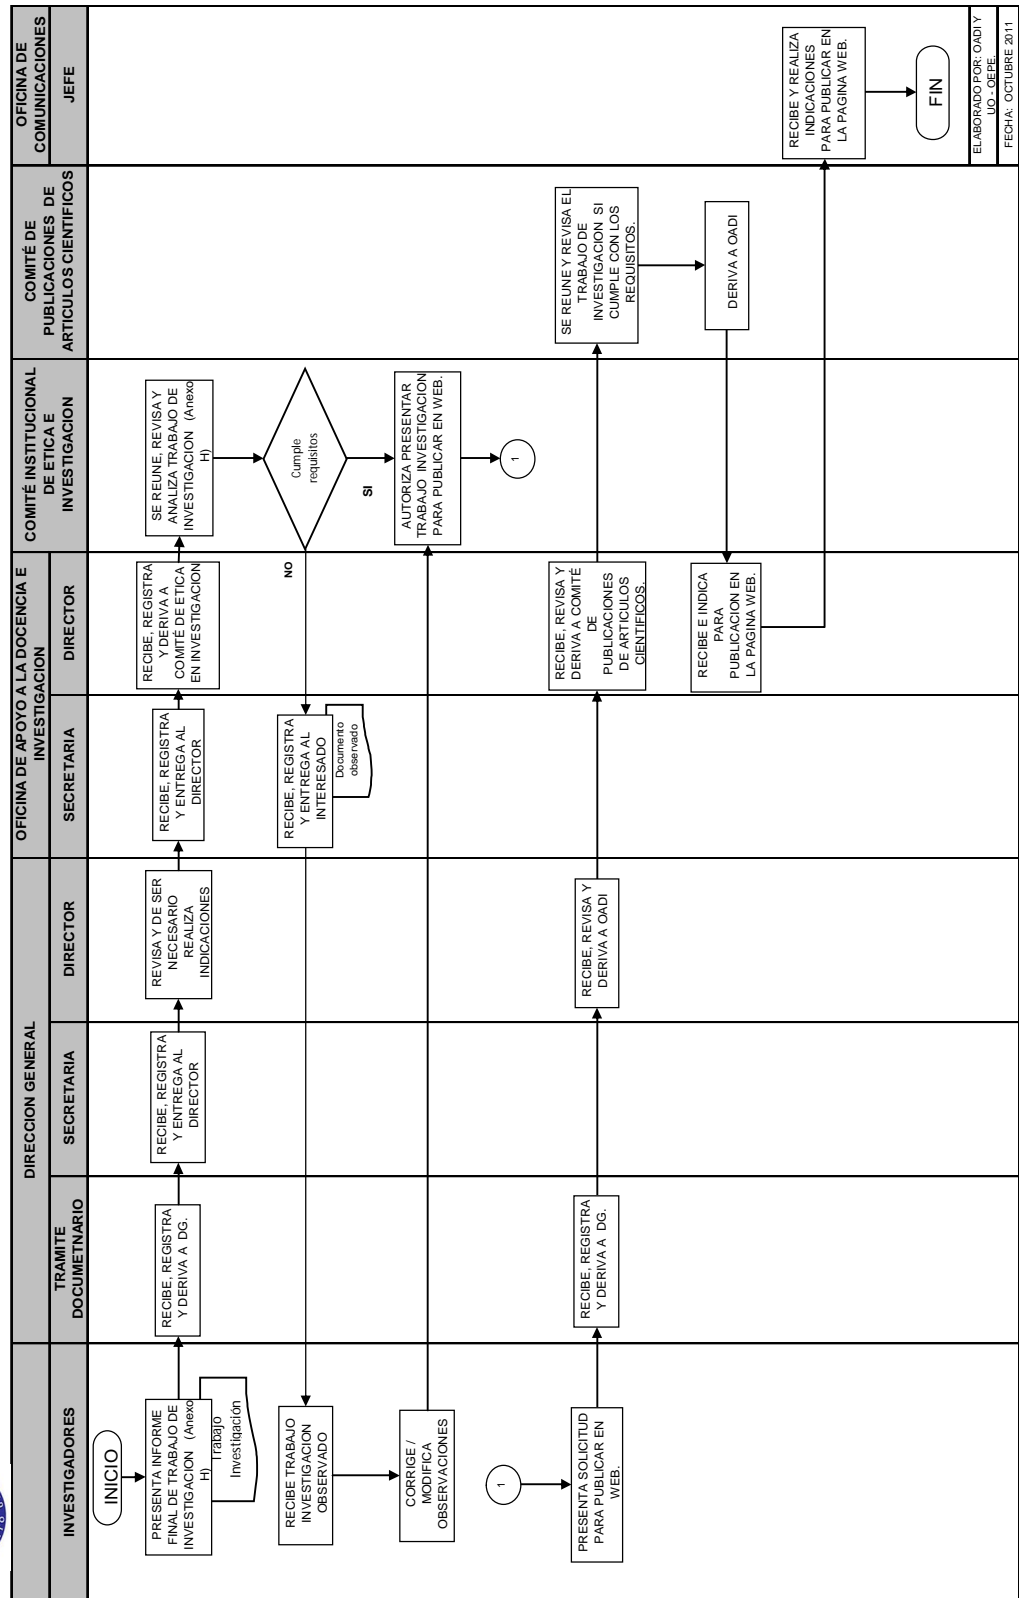 INVESTIGADORES
DIRECCION GENERAL
TRAMITE
DOCUMETNARIO
SECRETARIA
DIRECTOR
OFICINA DE APOYO A LA DOCENCIA E
INVESTIGACION
SECRETARIA
DIRECTOR
COMITÉ INSTITUCIONAL
DE ETICA E
INVESTIGACION
COMITÉ DE
PUBLICACIONES DE
ARTICULOS CIENTIFICOS
OFICINA DE
COMUNICACIONES
JEFE
INICIO
PRESENTA INFORME
FINAL DE TRABAJO DE
INVESTIGACION (Anexo
H)
Trabajo
Investigación
RECIBE, REGISTRA
Y DERIVA A DG.
RECIBE, REGISTRA
Y ENTREGA AL
DIRECTOR
REVISA Y DE SER
NECESARIO
REALIZA
INDICACIONES
RECIBE, REGISTRA
Y ENTREGA AL
DIRECTOR
RECIBE, REGISTRA
Y DERIVA A
COMITÉ DE ETICA
EN INVESTIGACION
SE REUNE, REVISA Y
ANALIZA TRABAJO DE
INVESTIGACION (Anexo
H)
Cumple
requisitos
NO
SI
RECIBE, REGISTRA
Y ENTREGA AL
INTERESADO
Documento
observado
RECIBE TRABAJO
INVESTIGACION
OBSERVADO
CORRIGE /
MODIFICA
OBSERVACIONES
AUTORIZA PRESENTAR
TRABAJO INVESTIGACION
PARA PUBLICAR EN WEB.
1
1
PRESENTA SOLICITUD
PARA PUBLICAR EN
WEB.
RECIBE, REGISTRA
Y DERIVA A DG.
RECIBE, REVISA Y
DERIVA A OADI
RECIBE, REVISA Y
DERIVA A COMITÉ
DE
PUBLICACIONES
DE ARTICULOS
CIENTIFICOS.
SE REUNE Y REVISA EL
TRABAJO DE
INVESTIGACION SI
CUMPLE CON LOS
REQUISITOS.
DERIVA A OADI
RECIBE E INDICA
PARA
PUBLICACION EN
LA PAGINA WEB.
RECIBE Y REALIZA
INDICACIONES
PARA PUBLICAR EN
LA PAGINA WEB.
FIN
ELABORADO POR: OADI Y
UO - OEPE.
FECHA: OCTUBRE 2011